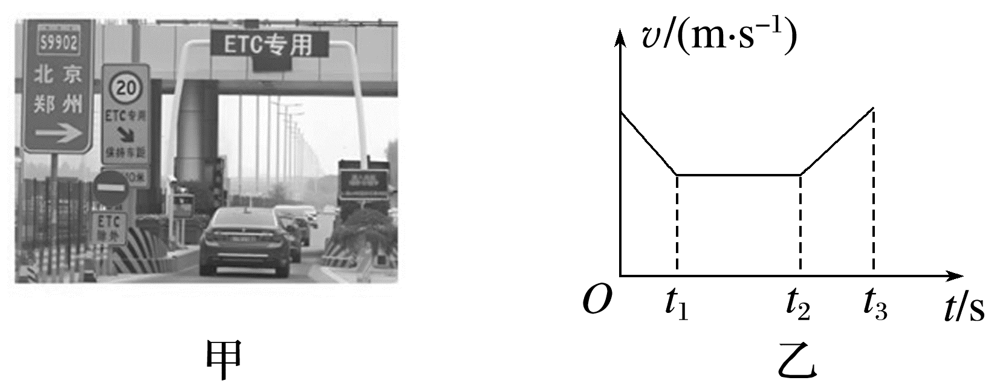 S9902
北京
郑州
20
ETC专用
保持车距
ETC
除外
ETC专用
甲
v/(m·s⁻¹)
O
t₁
t₂
t₃
t/s
乙